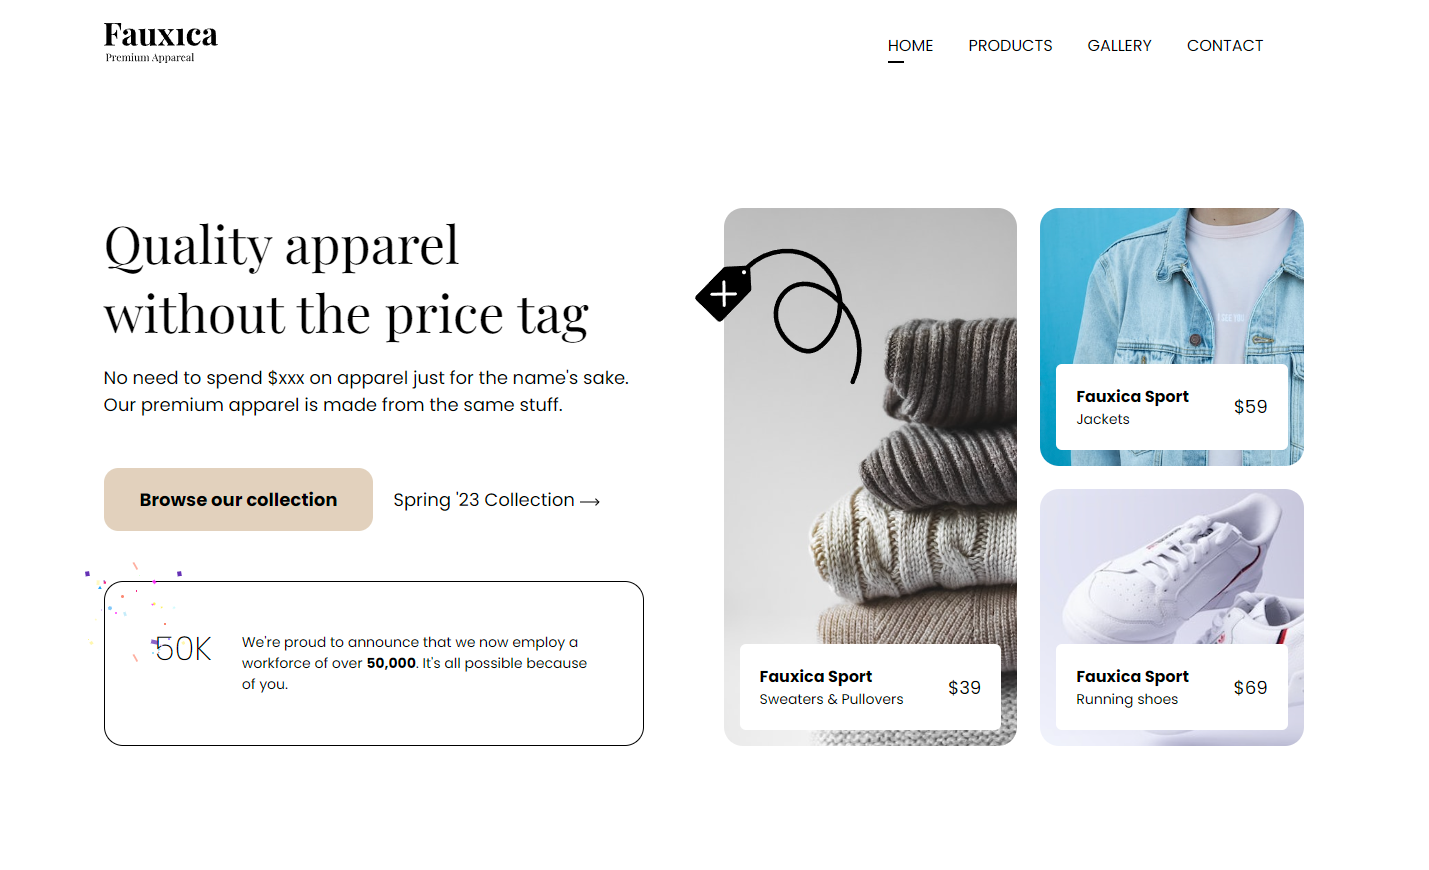 Fauxıca
Premium Appareal
HOME PRODUCTS GALLERY CONTACT
Quality apparel
without the price tag
No need to spend $xxx on apparel just for the name's sake.
Our premium apparel is made from the same stuff.
Browse our collection
Spring '23 Collection ⟶
50K
We're proud to announce that we now employ a
workforce of over 50,000. It's all possible because
of you.
Fauxica Sport
Sweaters & Pullovers
$39
Fauxica Sport
Jackets
$59
Fauxica Sport
Running shoes
$69